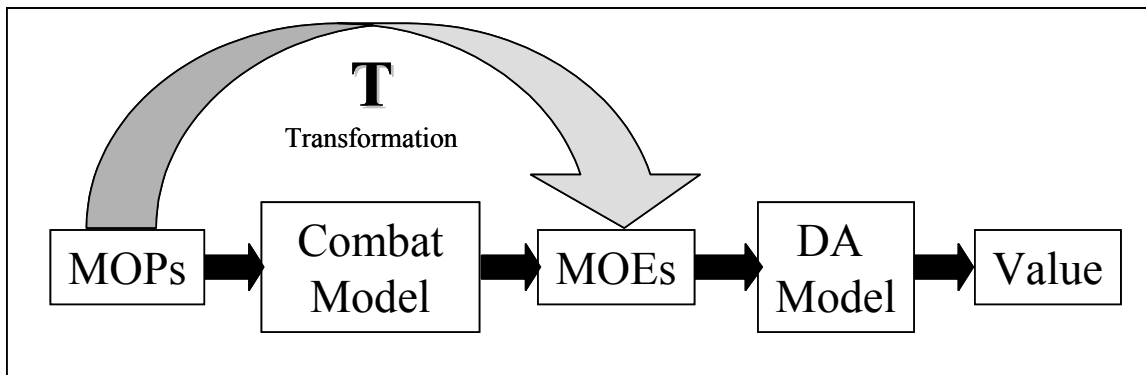 T
Transformation
MOPs
Combat
Model
MOEs
DA
Model
Value